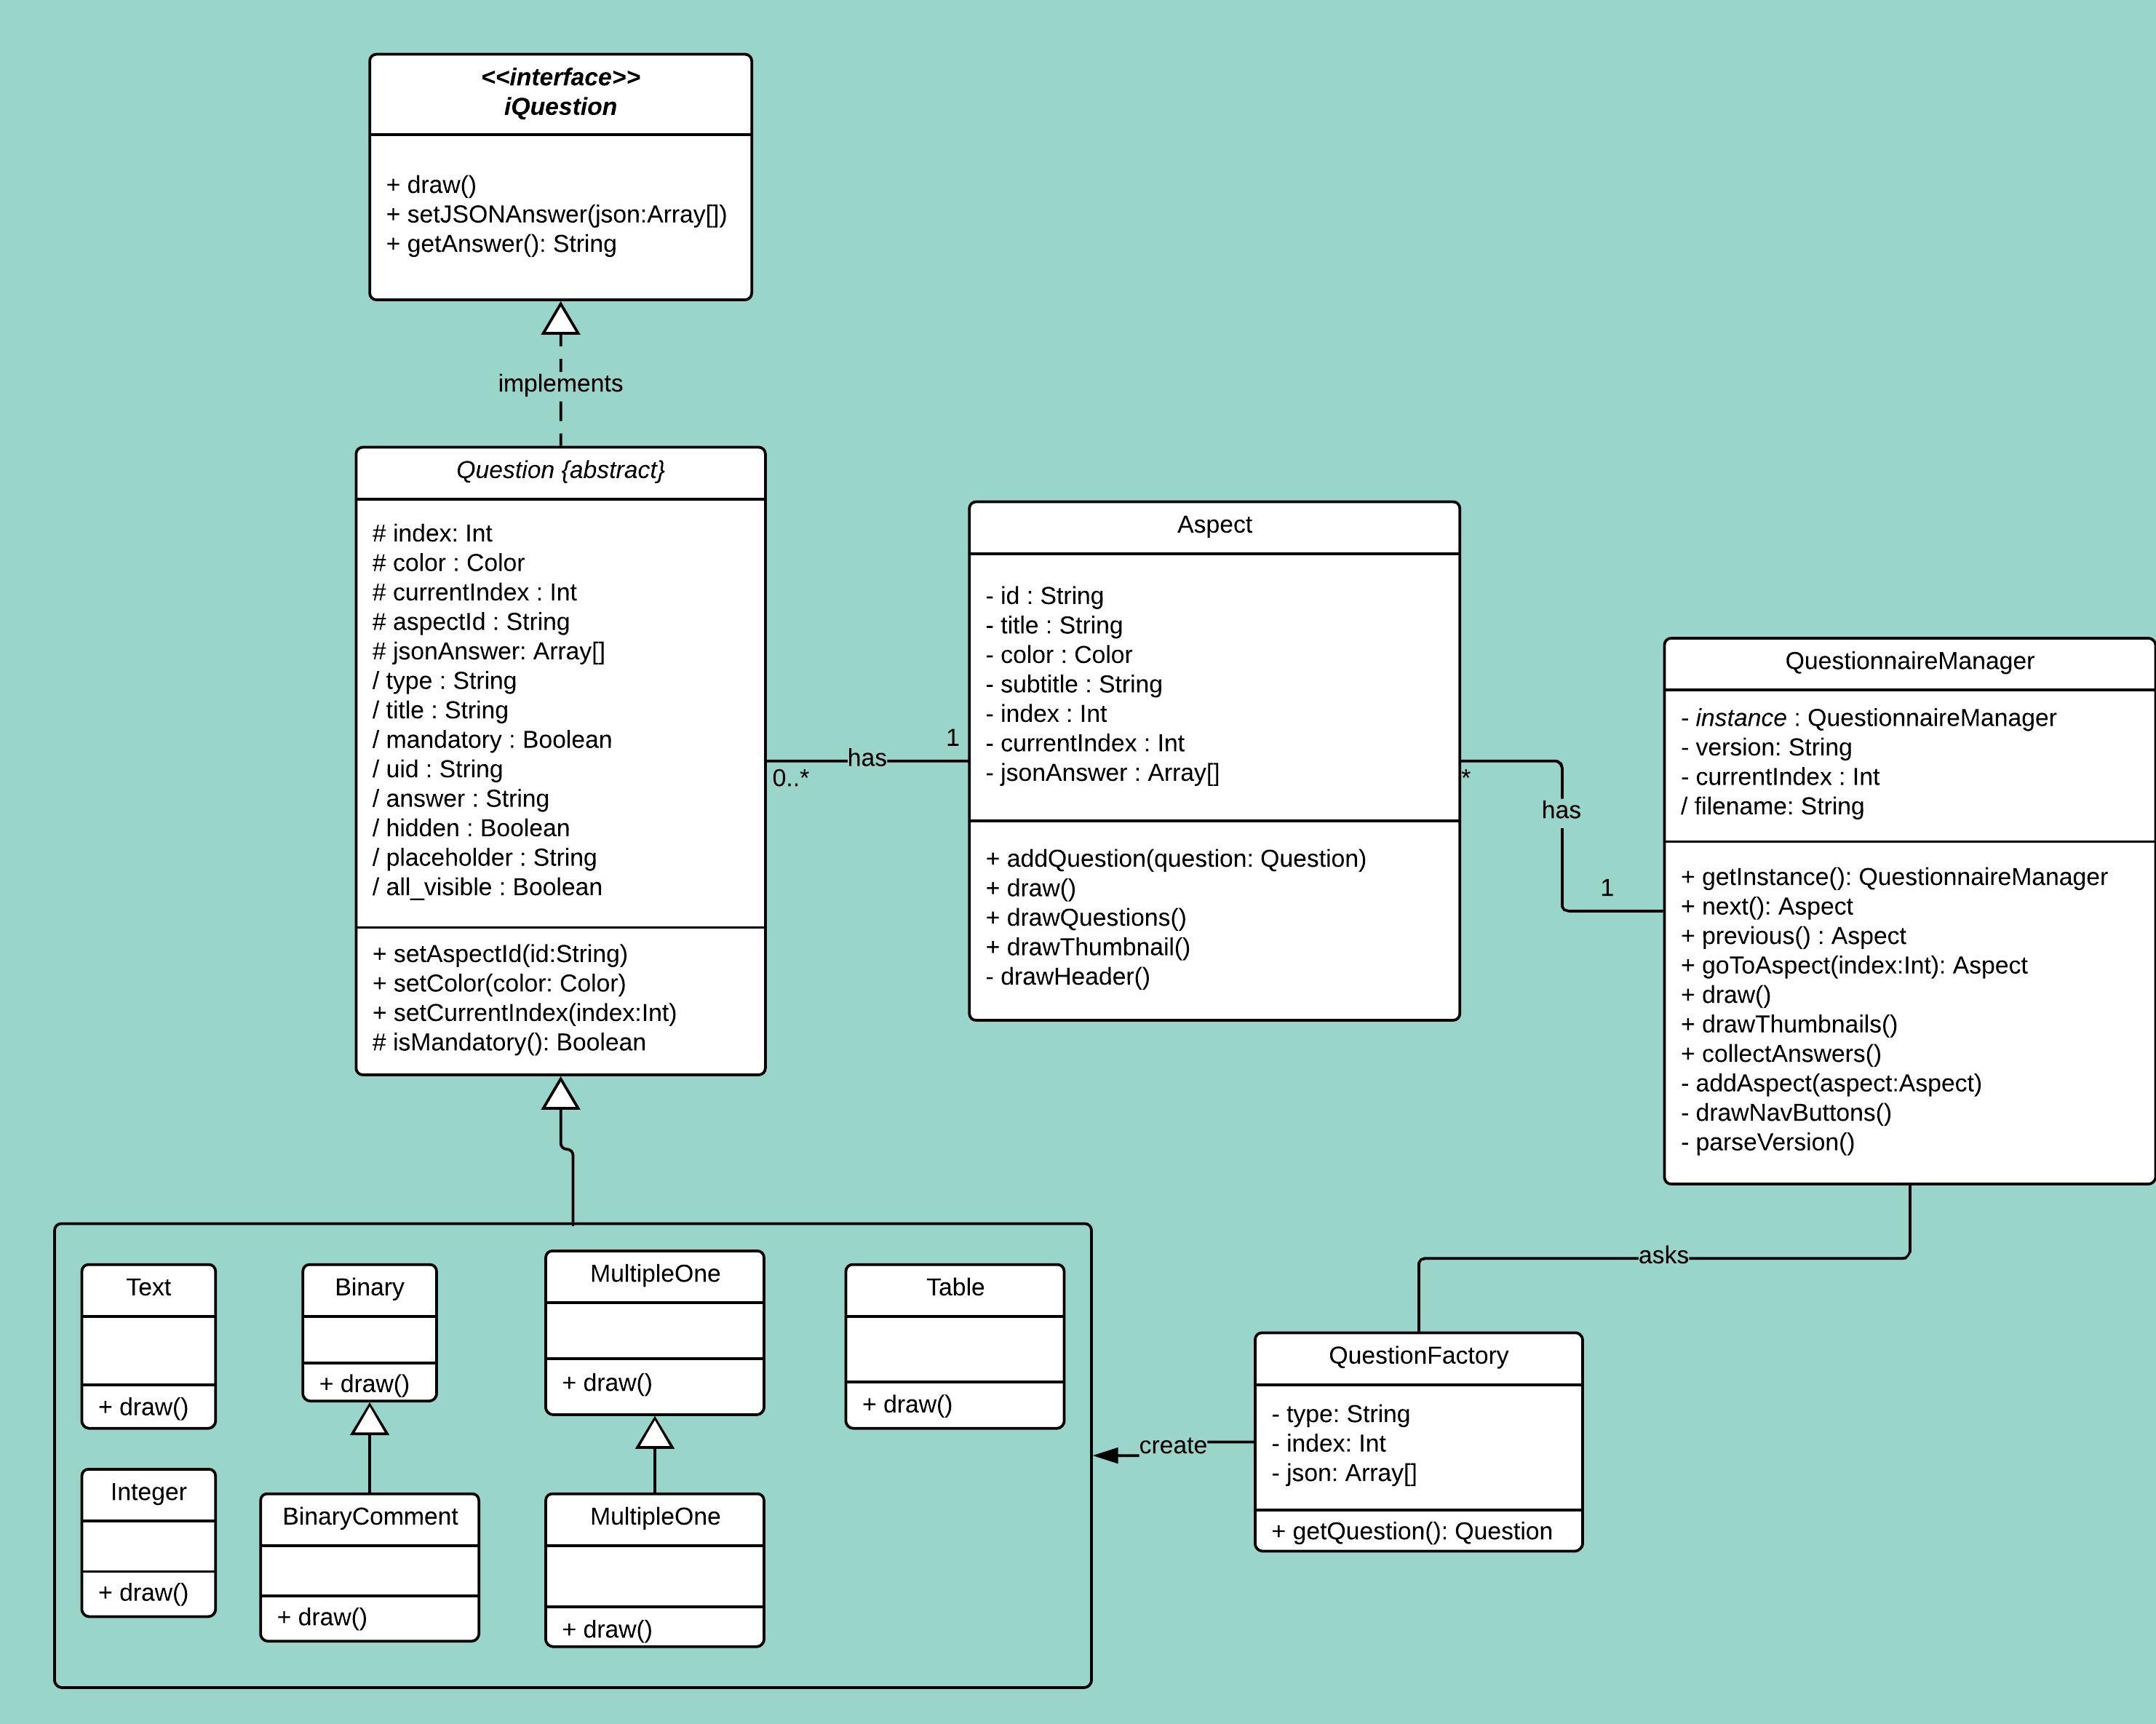 <<interface>>
iQuestion
+ draw()
+ setJSONAnswer(json:Array[])
+ getAnswer(): String
implements
Question {abstract}
# index: Int
# color : Color
# currentIndex : Int
# aspectId : String
# jsonAnswer: Array[]
/ type : String
/ title : String
/ mandatory : Boolean
/ uid : String
/ answer : String
/ hidden : Boolean
/ placeholder : String
/ all_visible : Boolean
+ setAspectId(id:String)
+ setColor(color: Color)
+ setCurrentIndex(index:Int)
# isMandatory(): Boolean
0..*
has
1
Aspect
- id : String
- title : String
- color : Color
- subtitle : String
- index : Int
- currentIndex : Int
- jsonAnswer : Array[]
+ addQuestion(question: Question)
+ draw()
+ drawQuestions()
+ drawThumbnail()
- drawHeader()
*
has
1
QuestionnaireManager
- instance : QuestionnaireManager
- version: String
- currentIndex : Int
/ filename: String
+ getInstance(): QuestionnaireManager
+ next(): Aspect
+ previous() : Aspect
+ goToAspect(index:Int): Aspect
+ draw()
+ drawThumbnails()
+ collectAnswers()
- addAspect(aspect:Aspect)
- drawNavButtons()
- parseVersion()
asks
Text
+ draw()
Binary
+ draw()
MultipleOne
+ draw()
Table
+ draw()
Integer
+ draw()
BinaryComment
+ draw()
MultipleOne
+ draw()
create
QuestionFactory
- type: String
- index: Int
- json: Array[]
+ getQuestion(): Question